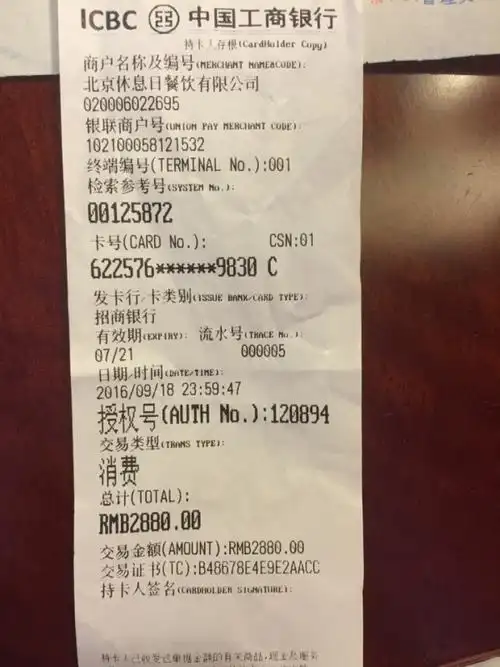 ICBC 中国工商银行
持卡人存根(CardHolder Copy)
商户名称及编号(MERCHANT NAME&CODE):
北京休息日餐饮有限公司
020006022695
银联商户号(UNION PAY MERCHANT CODE):
102100058121532
终端编号(TERMINAL No.):001
检索参考号(SYSTEM No.):
00125872
卡号(CARD No.): CSN:01
622576******9830 C
发卡行/卡类别(ISSUE BANK/CARD TYPE):
招商银行
有效期(EXPIRY): 流水号(TRACE No.):
07/21 000005
日期/时间(DATE/TIME):
2016/09/18 23:59:47
授权号(AUTH No.):120894
交易类型(TRANS TYPE):
消费
总计(TOTAL):
RMB2880.00
交易金额(AMOUNT):RMB2880.00
交易证书(TC):B48678E4E9E2AACC
持卡人签名(CARDHOLDER SIGNATURE):